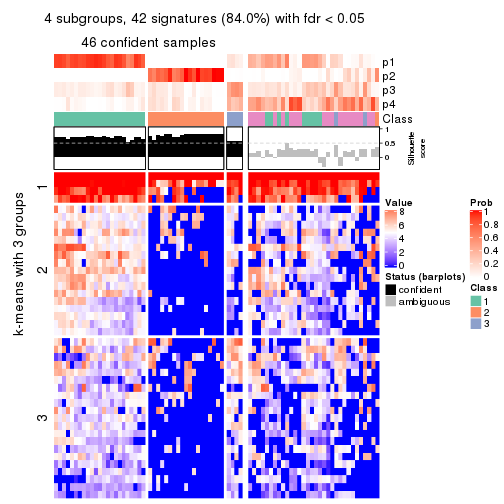 4 subgroups, 42 signatures (84.0%) with fdr < 0.05
46 confident samples
p1
p2
p3
p4
Class
1
0.5
0
Silhouette
score
k-means with 3 groups
1
2
3
Value
8
6
4
2
0
Status (barplots)
confident
ambiguous
Prob
1
0.8
0.6
0.4
0.2
0
Class
1
2
3